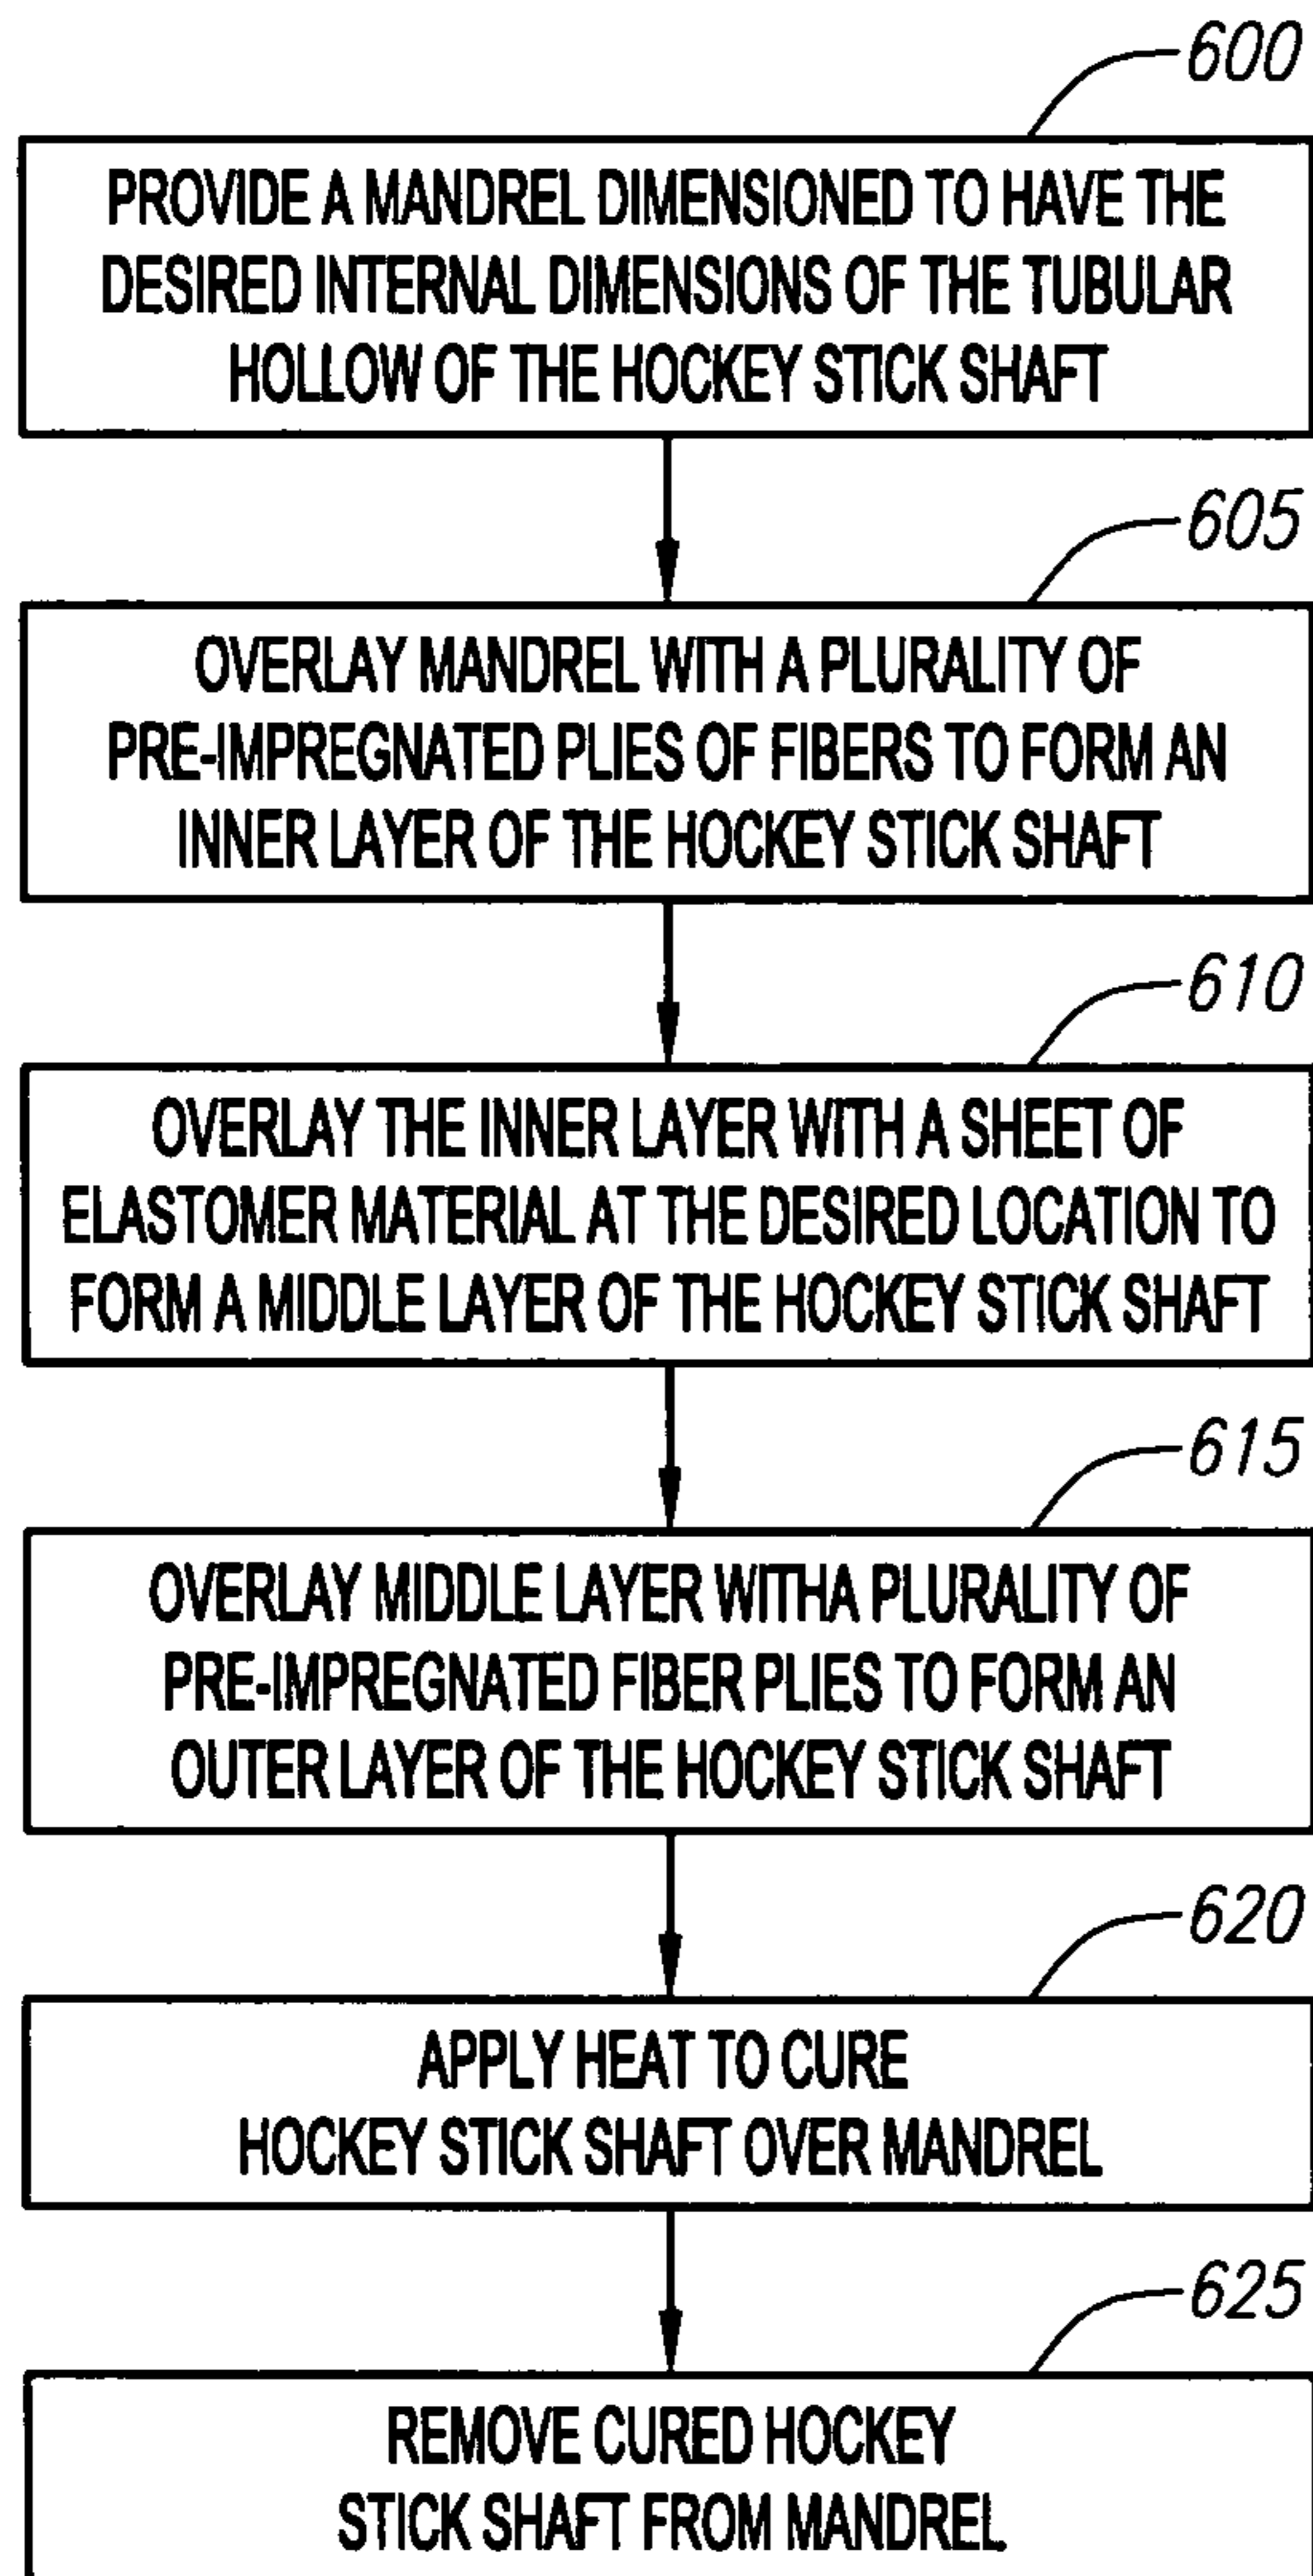 600
PROVIDE A MANDREL DIMENSIONED TO HAVE THE
DESIRED INTERNAL DIMENSIONS OF THE TUBULAR
HOLLOW OF THE HOCKEY STICK SHAFT
605
OVERLAY MANDREL WITH A PLURALITY OF
PRE-IMPREGNATED PLIES OF FIBERS TO FORM AN
INNER LAYER OF THE HOCKEY STICK SHAFT
610
OVERLAY THE INNER LAYER WITH A SHEET OF
ELASTOMER MATERIAL AT THE DESIRED LOCATION TO
FORM A MIDDLE LAYER OF THE HOCKEY STICK SHAFT
615
OVERLAY MIDDLE LAYER WITHA PLURALITY OF
PRE-IMPREGNATED FIBER PLIES TO FORM AN
OUTER LAYER OF THE HOCKEY STICK SHAFT
620
APPLY HEAT TO CURE
HOCKEY STICK SHAFT OVER MANDREL
625
REMOVE CURED HOCKEY
STICK SHAFT FROM MANDREL